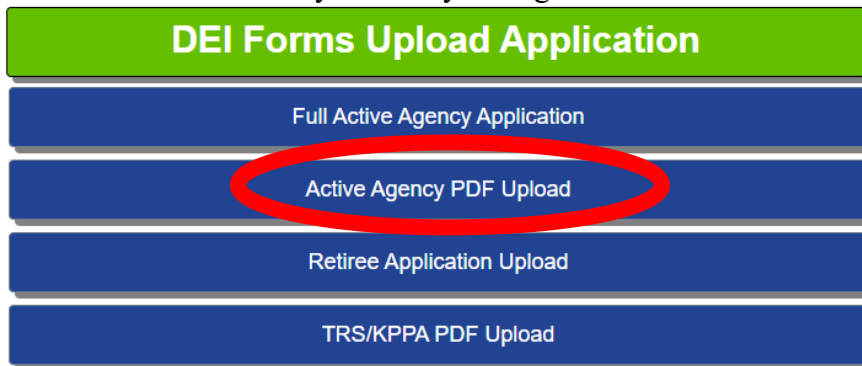 DEI Forms Upload Application
Full Active Agency Application
Active Agency PDF Upload
Retiree Application Upload
TRS/KPPA PDF Upload